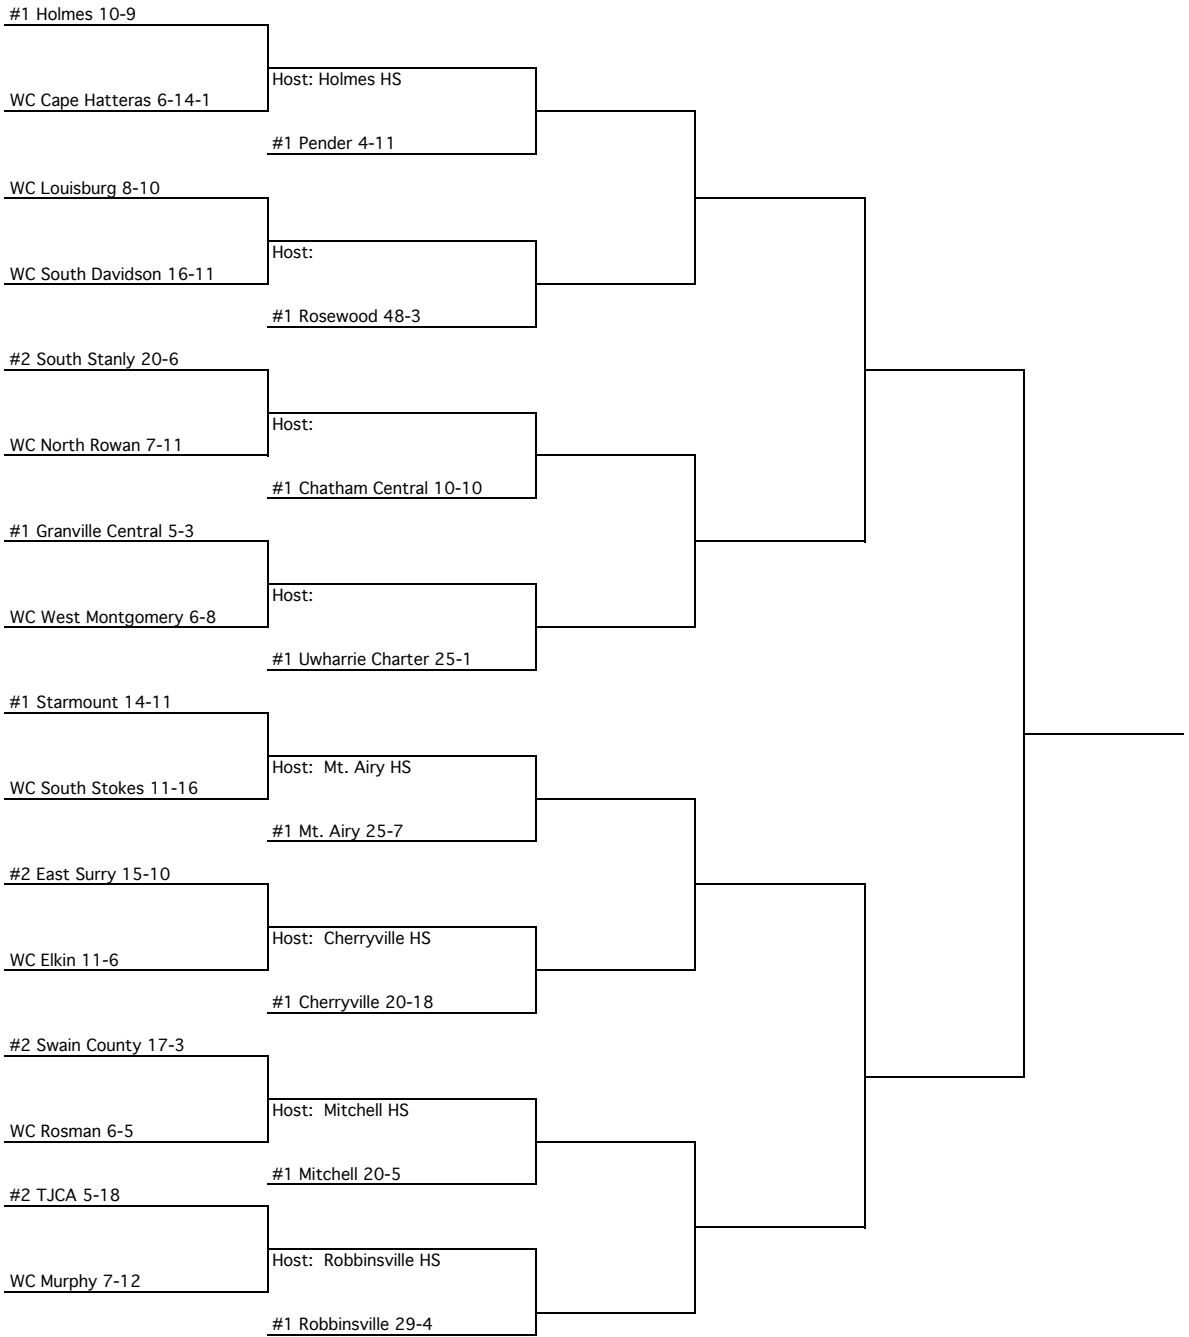 #1 Holmes 10-9
Host: Holmes HS
WC Cape Hatteras 6-14-1
#1 Pender 4-11
WC Louisburg 8-10
Host:
WC South Davidson 16-11
#1 Rosewood 48-3
#2 South Stanly 20-6
Host:
WC North Rowan 7-11
#1 Chatham Central 10-10
#1 Granville Central 5-3
Host:
WC West Montgomery 6-8
#1 Uwharrie Charter 25-1
#1 Starmount 14-11
Host:  Mt. Airy HS
WC South Stokes 11-16
#1 Mt. Airy 25-7
#2 East Surry 15-10
Host:  Cherryville HS
WC Elkin 11-6
#1 Cherryville 20-18
#2 Swain County 17-3
Host:  Mitchell HS
WC Rosman 6-5
#1 Mitchell 20-5
#2 TJCA 5-18
Host:  Robbinsville HS
WC Murphy 7-12
#1 Robbinsville 29-4